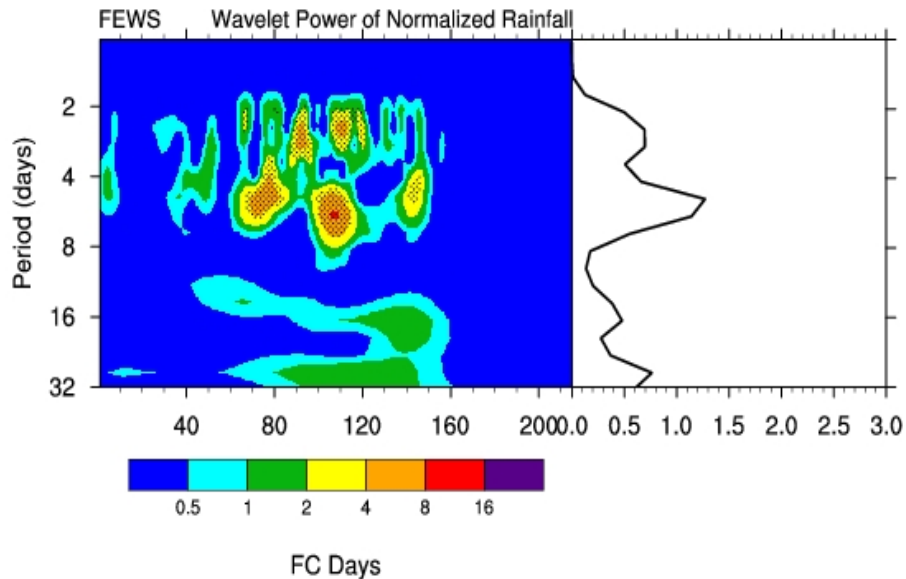 FEWS Wavelet Power of Normalized Rainfall
Period (days)
2
4
8
16
32
40 80 120 160 200 0.0 0.5 1.0 1.5 2.0 2.5 3.0
0.5 1 2 4 8 16
FC Days